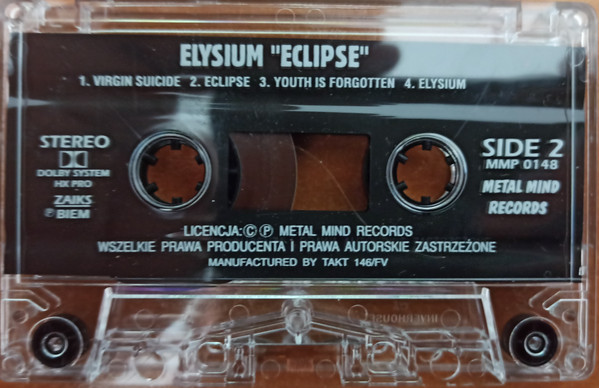 ELYSIUM "ECLIPSE"
1. VIRGIN SUICIDE 2. ECLIPSE 3. YOUTH IS FORGOTTEN 4. ELYSIUM
STEREO
DOLBY SYSTEM
HX PRO
ZAIKS
Ⓟ BIEM
SIDE 2
MMP 0148
METAL MIND
RECORDS
LICENCJA:© Ⓟ METAL MIND RECORDS
WSZELKIE PRAWA PRODUCENTA I PRAWA AUTORSKIE ZASTRZEŻONE
MANUFACTURED BY TAKT 146/FV